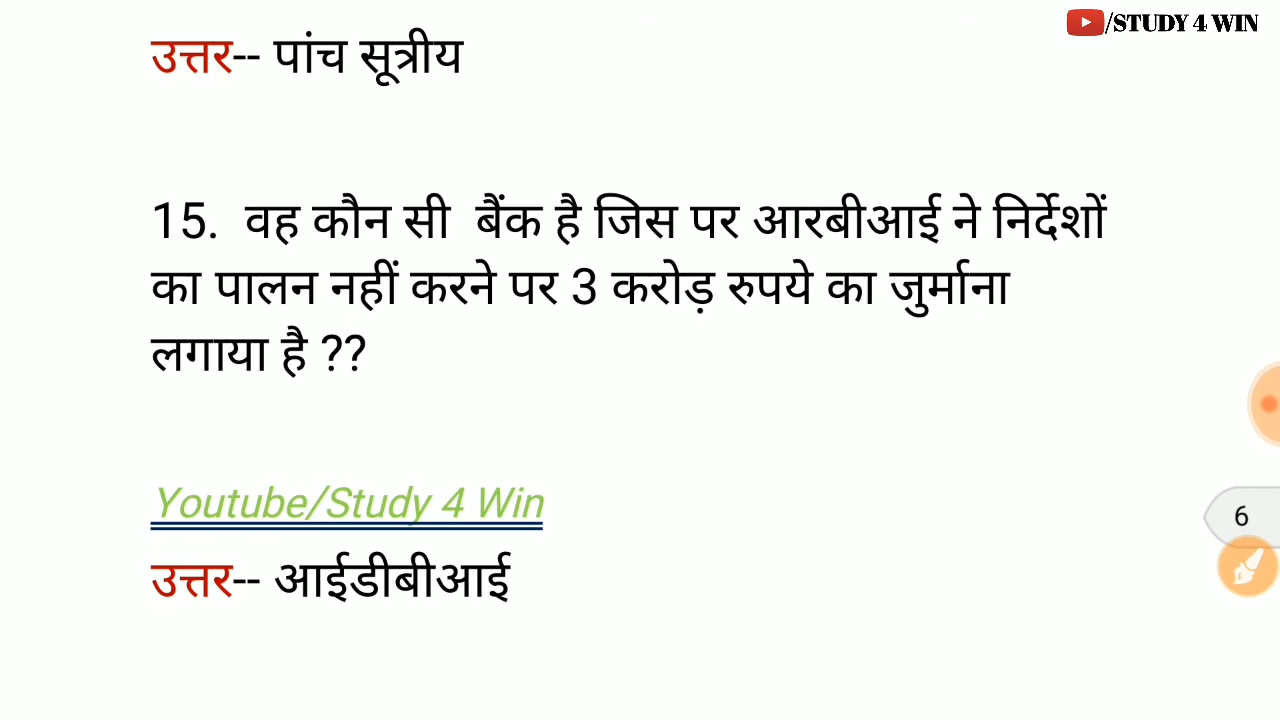 /STUDY 4 WIN
उत्तर-- पांच सूत्रीय
15. वह कौन सी बैंक है जिस पर आरबीआई ने निर्देशों
का पालन नहीं करने पर 3 करोड़ रुपये का जुर्माना
लगाया है ??
Youtube/Study 4 Win
6
उत्तर-- आईडीबीआई